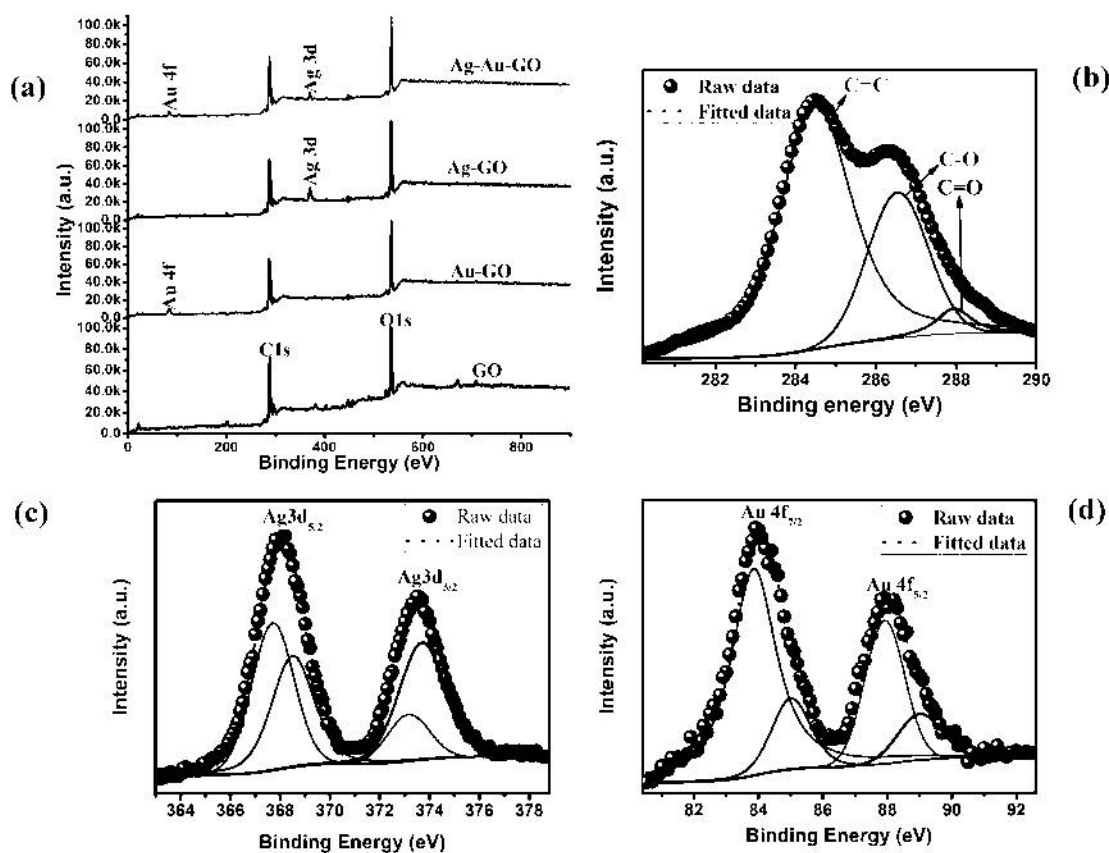 (a)
Intensity (a.u.)
100.0k
80.0k
60.0k
40.0k
20.0k
0.0
Au 4f
Ag 3d
Ag-Au-GO
100.0k
80.0k
60.0k
40.0k
20.0k
0.0
Ag 3d
Ag-GO
Intensity (a.u.)
100.0k
80.0k
60.0k
40.0k
20.0k
0.0
Au 4f
Au-GO
100.0k
80.0k
60.0k
40.0k
20.0k
0.0
C1s
O1s
GO
0 200 400 600 800
Binding Energy (eV)
(b)
Raw data
Fitted data
C=C
C-O
C=O
Intensity (a.u.)
282 284 286 288 290
Binding energy (eV)
(c)
Ag3d5/2
Raw data
Fitted data
Ag3d3/2
Intensity (a.u.)
364 366 368 370 372 374 376 378
Binding Energy (eV)
(d)
Au 4f7/2
Raw data
Fitted data
Au 4f5/2
Intensity (a.u.)
82 84 86 88 90 92
Binding Energy (eV)